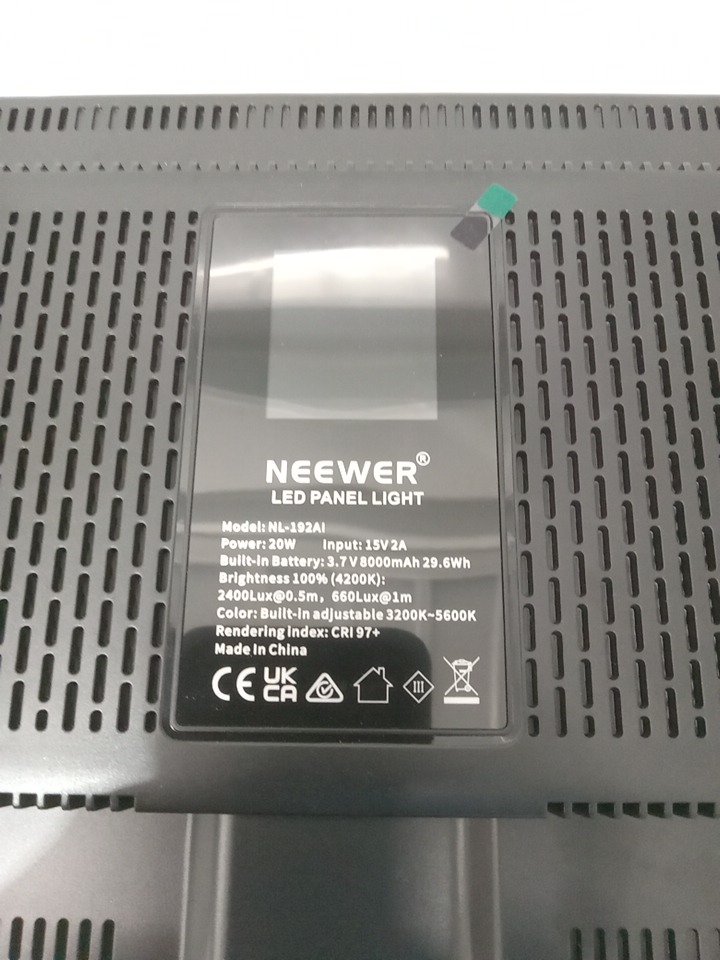 NEEWER®
LED PANEL LIGHT
Model: NL-192AI
Power: 20W Input: 15V 2A
Built-in Battery: 3.7V 8000mAh 29.6Wh
Brightness 100% (4200K):
2400Lux@0.5m, 660Lux@1m
Color: Built-in adjustable 3200K~5600K
Rendering index: CRI 97+
Made in China
CE UK CA III